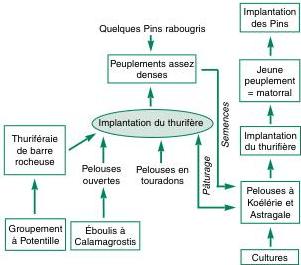 Quelques Pins rabougris
Implantation
des Pins
Peuplements assez
denses
Jeune
peuplement
= matorral
Semences
Implantation du thurifère
Implantation
du thurifère
Thuriféraie
de barre
rocheuse
Pelouses
ouvertes
Pelouses en
touradons
Pâturage
Pelouses à
Koélérie et
Astragale
Groupement
à Potentille
Éboulis à
Calamagrostis
Cultures